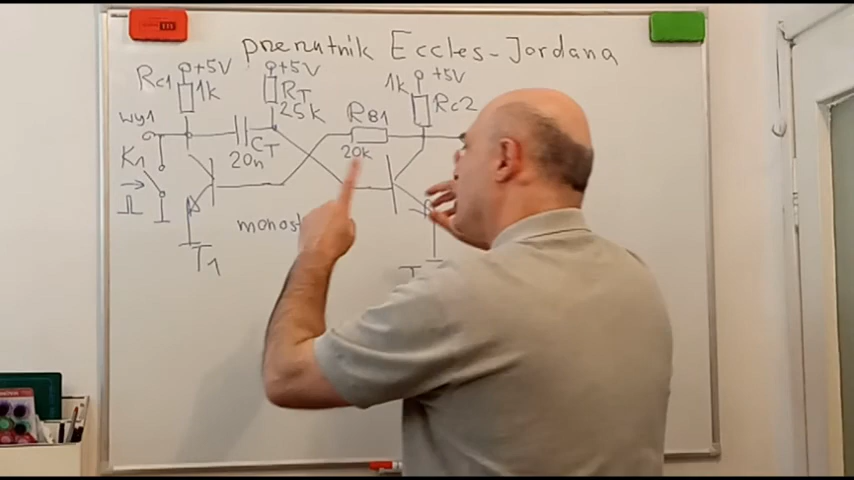 przerzutnik Eccles-Jordana
RC1 +5V +5V 1k +5V
1k RT RC2
25k
wy1 RB1
K1 CT 20k
20n
monost
T1 T